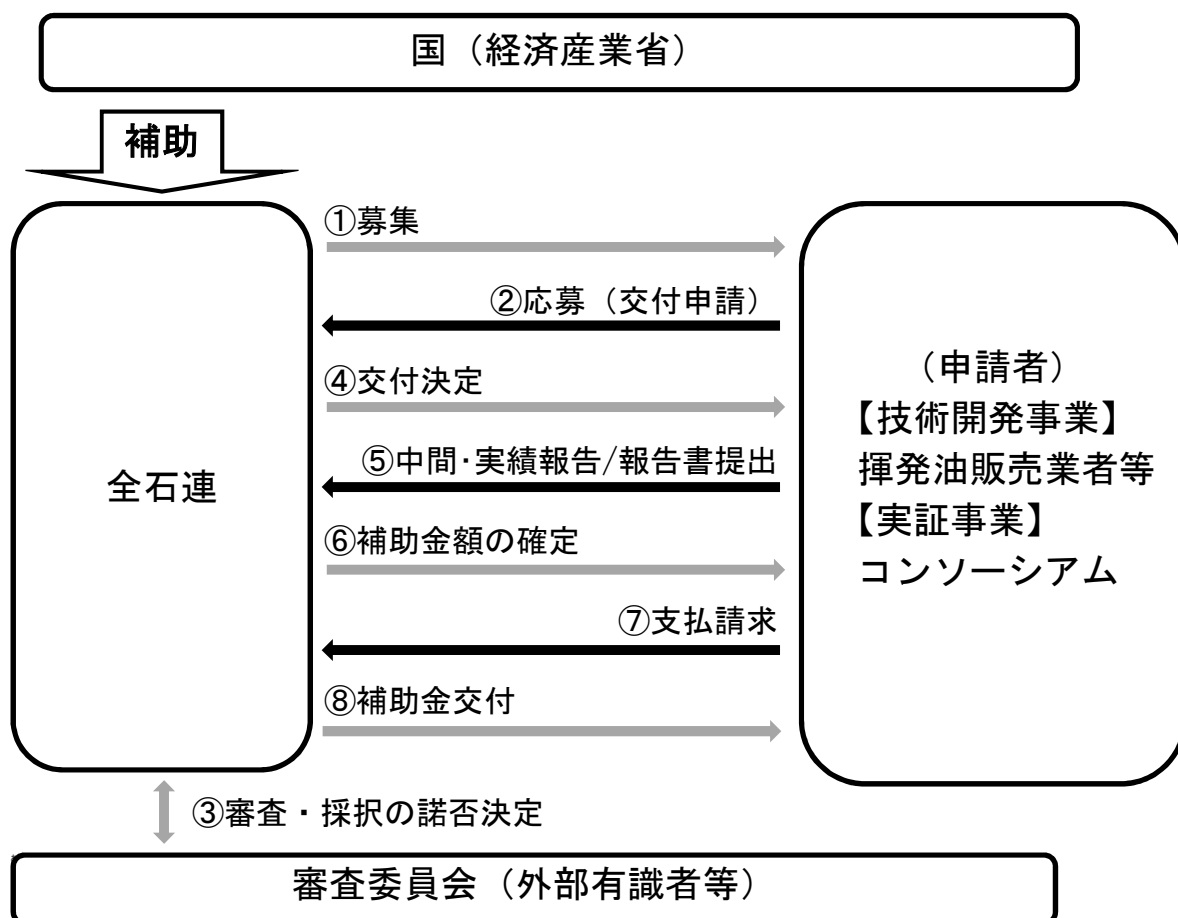 国（経済産業省）
補助
①募集
②応募（交付申請）
④交付決定
⑤中間・実績報告/報告書提出
⑥補助金額の確定
⑦支払請求
⑧補助金交付
全石連
（申請者）
【技術開発事業】
揮発油販売業者等
【実証事業】
コンソーシアム
③審査・採択の諾否決定
審査委員会（外部有識者等）